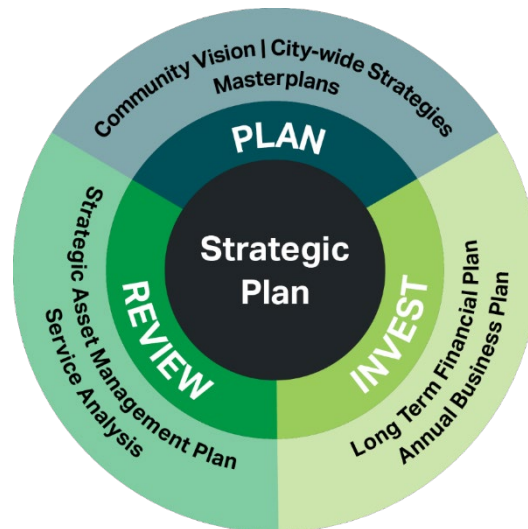 Community Vision | City-wide Strategies
Masterplans
PLAN
Strategic
Plan
INVEST
Long Term Financial Plan
Annual Business Plan
REVIEW
Strategic Asset Management Plan
Service Analysis